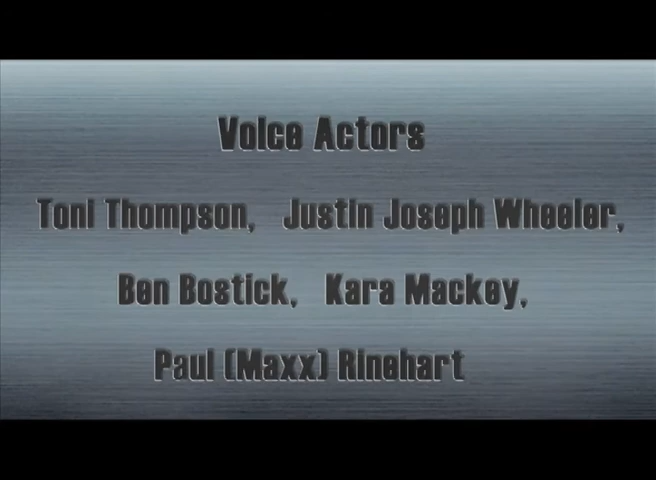 Voice Actors
Toni Thompson, Justin Joseph Wheeler,
Ben Bostick, Kara Mackey,
Paul (Maxx) Rinehart